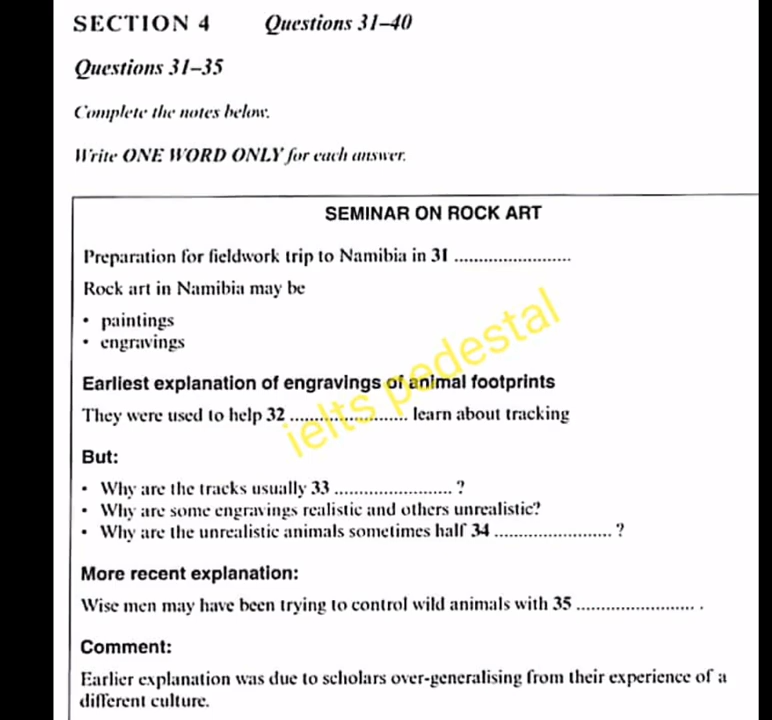 SECTION 4 Questions 31–40
Questions 31–35
Complete the notes below.
Write ONE WORD ONLY for each answer.
SEMINAR ON ROCK ART
Preparation for fieldwork trip to Namibia in 31 ........................
Rock art in Namibia may be
• paintings
• engravings
Earliest explanation of engravings of animal footprints
They were used to help 32 ........................ learn about tracking
But:
• Why are the tracks usually 33 ........................ ?
• Why are some engravings realistic and others unrealistic?
• Why are the unrealistic animals sometimes half 34 ........................ ?
More recent explanation:
Wise men may have been trying to control wild animals with 35 ........................ .
Comment:
Earlier explanation was due to scholars over-generalising from their experience of a
different culture.
ielts pedestal